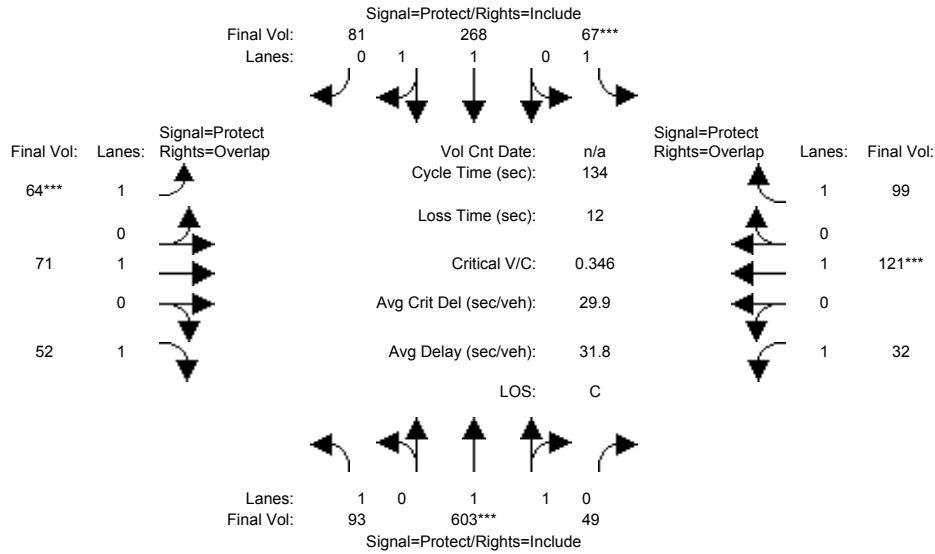 Signal=Protect/Rights=Include
Final Vol: 81 268 67***
Lanes: 0 1 1 0 1
Signal=Protect Signal=Protect
Final Vol: Lanes: Rights=Overlap Vol Cnt Date: n/a Rights=Overlap Lanes: Final Vol:
Cycle Time (sec): 134
64*** 1 1 99
Loss Time (sec): 12
0 0
71 1 Critical V/C: 0.346 1 121***
0 Avg Crit Del (sec/veh): 29.9 0
52 1 Avg Delay (sec/veh): 31.8 1 32
LOS: C
Lanes: 1 0 1 1 0
Final Vol: 93 603*** 49
Signal=Protect/Rights=Include